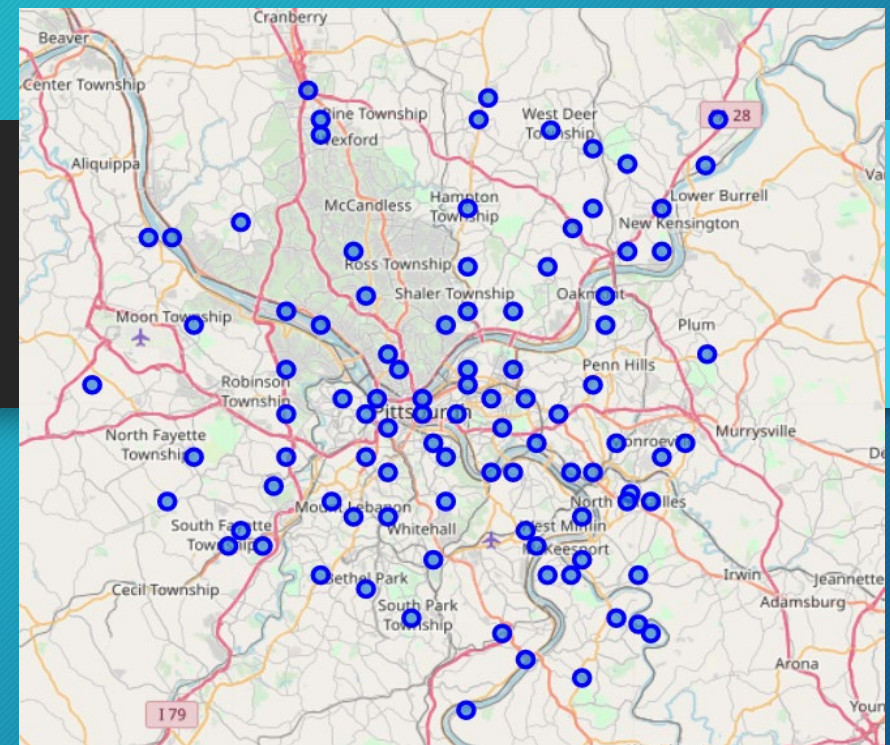 Cranberry
Beaver
Center Township
Pine Township
West Deer
Township
28
Wexford
Aliquippa
McCandless
Hampton
Township
Lower Burrell
New Kensington
Ross Township
Shaler Township
Oakmont
Moon Township
Plum
Penn Hills
Robinson
Township
Pittsburgh
Murrysville
North Fayette
Township
Monroeville
Mount Lebanon
North
South Fayette
Township
Whitehall
West Mifflin
McKeesport
Cecil Township
Bethel Park
Irwin
Jeannette
Adamsburg
South Park
Township
Arona
I 79